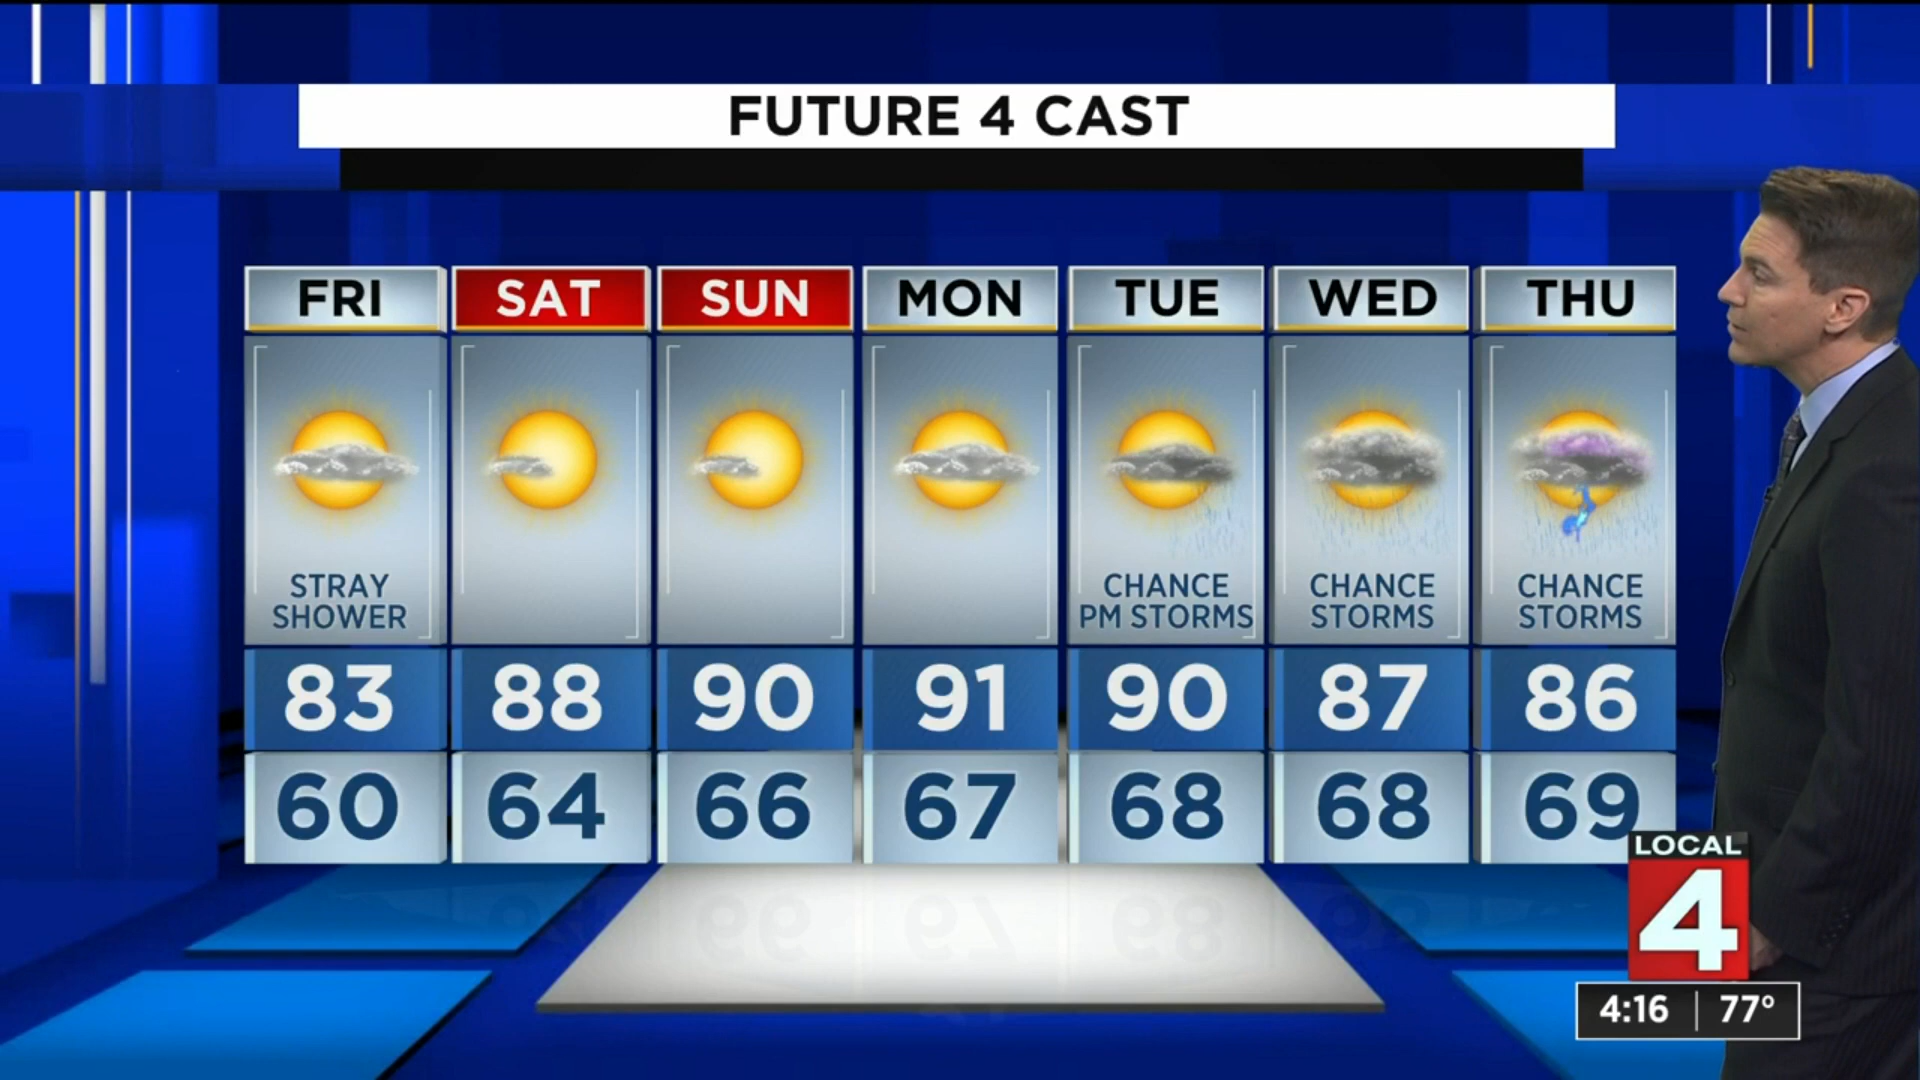 FUTURE 4 CAST
FRI SAT SUN MON TUE WED THU
STRAY
SHOWER
CHANCE
PM STORMS
CHANCE
STORMS
CHANCE
STORMS
83 88 90 91 90 87 86
60 64 66 67 68 68 69
LOCAL
4
4:16 77°